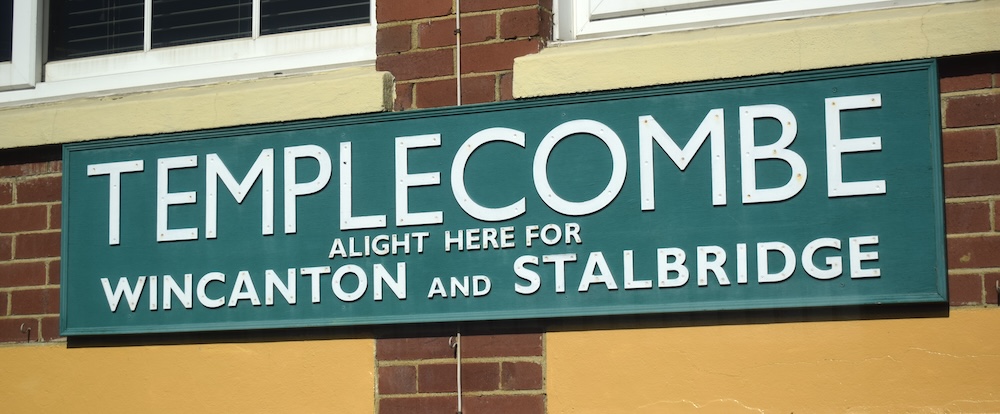 TEMPLECOMBE
ALIGHT HERE FOR
WINCANTON AND STALBRIDGE